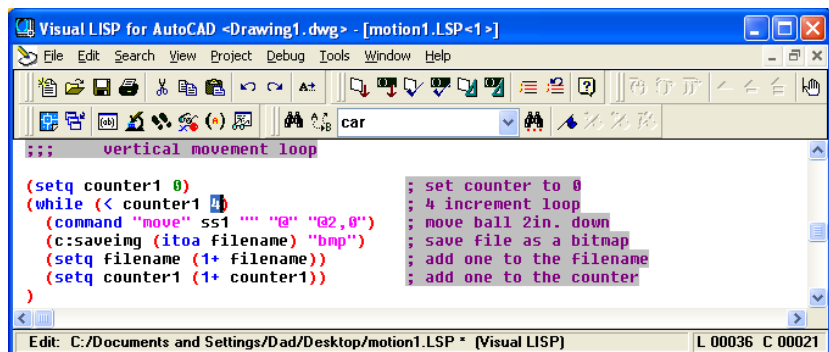 Visual LISP for AutoCAD <Drawing1.dwg> - [motion1.LSP<1>]
File Edit Search View Project Debug Tools Window Help
car
;;; vertical movement loop
(setq counter1 0) ; set counter to 0
(while (< counter1 4) ; 4 increment loop
(command "move" ss1 "" "@" "@2,0") ; move ball 2in. down
(c:saveimg (itoa filename) "bmp") ; save file as a bitmap
(setq filename (1+ filename)) ; add one to the filename
(setq counter1 (1+ counter1)) ; add one to the counter
)
Edit: C:/Documents and Settings/Dad/Desktop/motion1.LSP * (Visual LISP) L 00036 C 00021